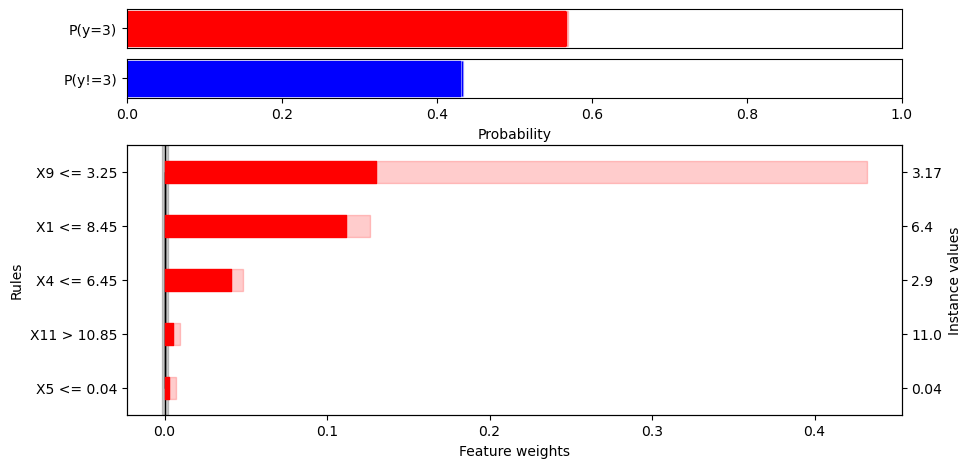 P(y=3)
P(y!=3)
0.0 0.2 0.4 0.6 0.8 1.0
Probability
Rules
X9 <= 3.25 3.17
X1 <= 8.45 6.4
X4 <= 6.45 2.9
X11 > 10.85 11.0
X5 <= 0.04 0.04
Instance values
0.0 0.1 0.2 0.3 0.4
Feature weights